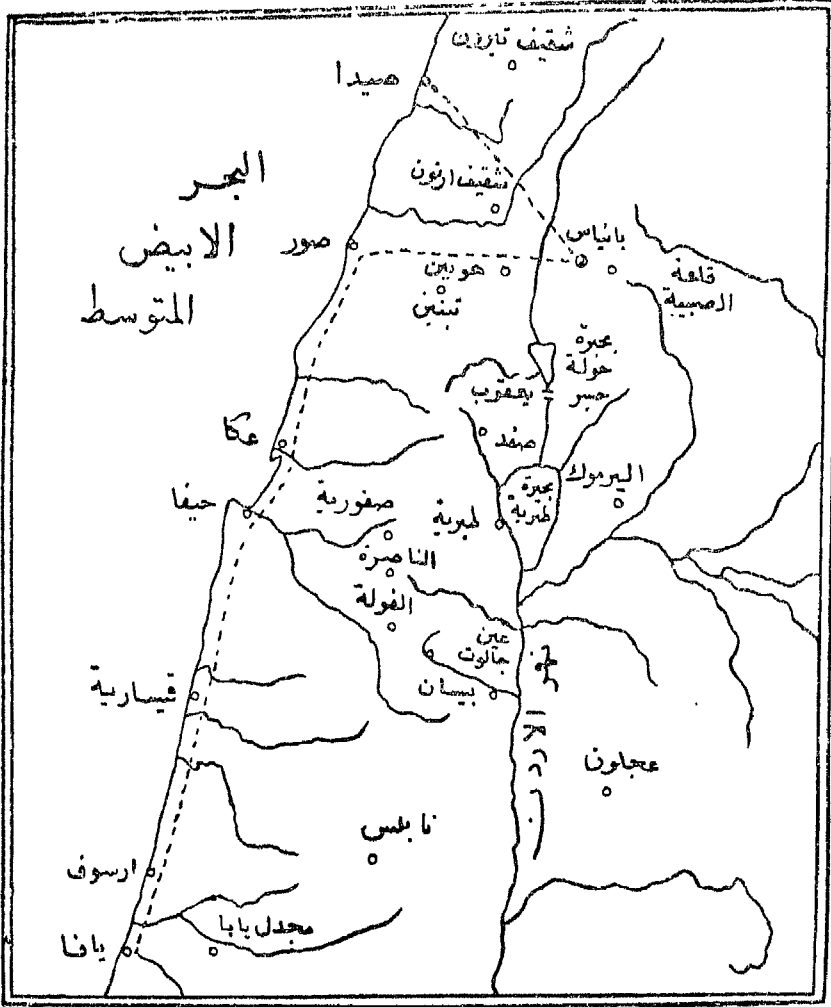 شقيف تيرون
صيدا
البحر
الابيض
المتوسط
شقيف ارنون
صور
بانياس
هونين
تبنين
قلعة
الصبيبة
بحيرة
حولة
جسر
يعقوب
عكا
صفد
اليرموك
بحيرة
طبرية
حيفا
صفورية
طبرية
الناصرة
الفولة
عين
جالوت
بيسان
نهر الاردن
قيسارية
عجلون
نابلس
ارسوف
مجدل يابا
يافا